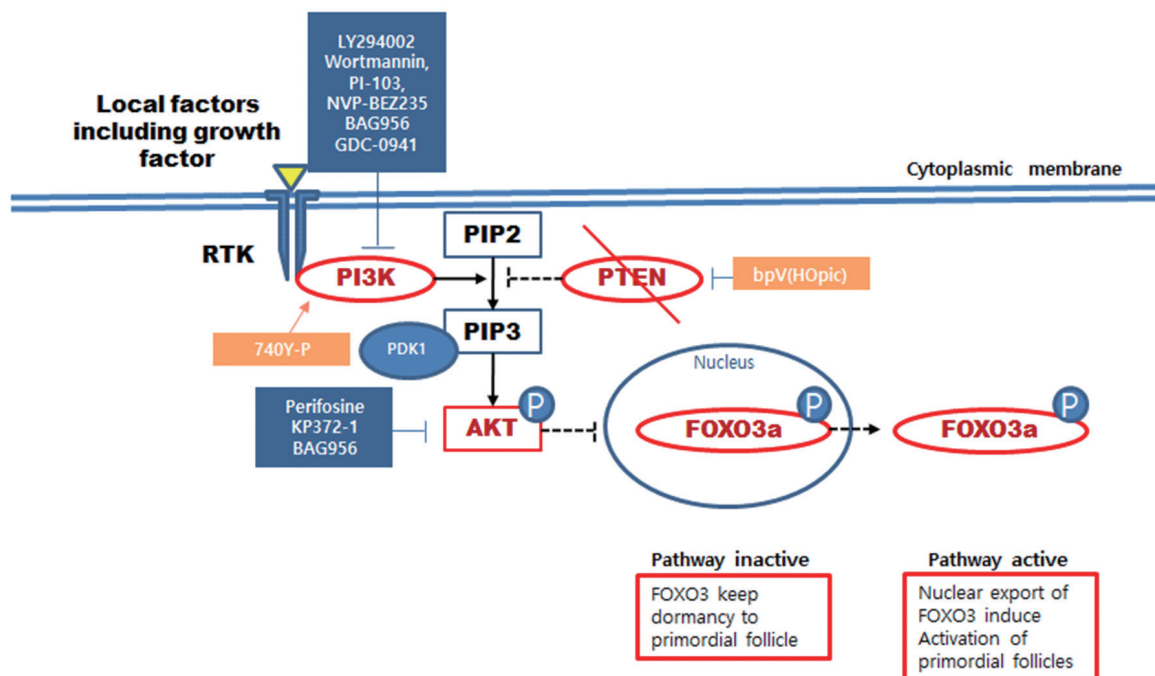 LY294002
Wortmannin,
PI-103,
NVP-BEZ235
BAG956
GDC-0941
Local factors
including growth
factor
Cytoplasmic membrane
RTK
PIP2
PI3K
PTEN
bpV(HOpic)
740Y-P
PDK1
PIP3
Nucleus
Perifosine
KP372-1
BAG956
AKT
P
FOXO3a
P
FOXO3a
P
Pathway inactive
FOXO3 keep
dormancy to
primordial follicle
Pathway active
Nuclear export of
FOXO3 induce
Activation of
primordial follicles